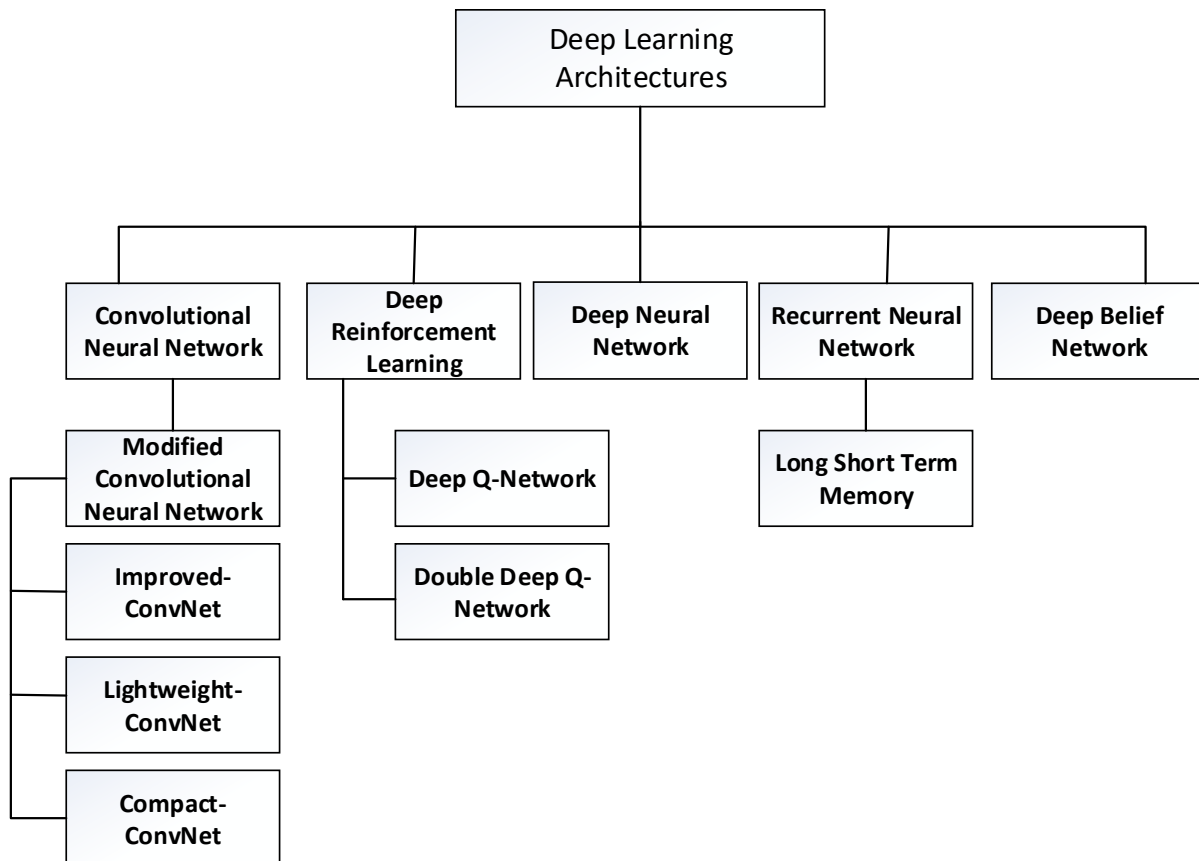 Deep Learning
Architectures
Convolutional
Neural Network
Deep
Reinforcement
Learning
Deep Neural
Network
Recurrent Neural
Network
Deep Belief
Network
Modified
Convolutional
Neural Network
Deep Q-Network
Long Short Term
Memory
Improved-
ConvNet
Double Deep Q-
Network
Lightweight-
ConvNet
Compact-
ConvNet